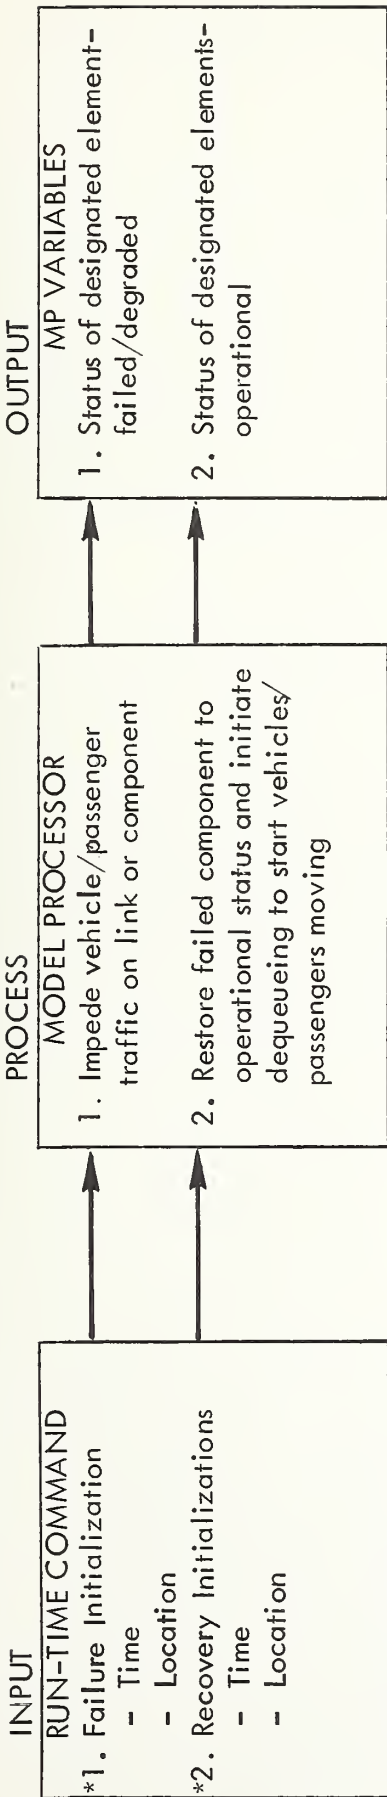 INPUT
RUN-TIME COMMAND
*1. Failure Initialization
- Time
- Location
*2. Recovery Initializations
- Time
- Location
PROCESS
MODEL PROCESSOR
1. Impede vehicle/passenger
traffic on link or component
2. Restore failed component to
operational status and initiate
dequeueing to start vehicles/
passengers moving
OUTPUT
MP VARIABLES
1. Status of designated element-
failed/degraded
2. Status of designated elements-
operational